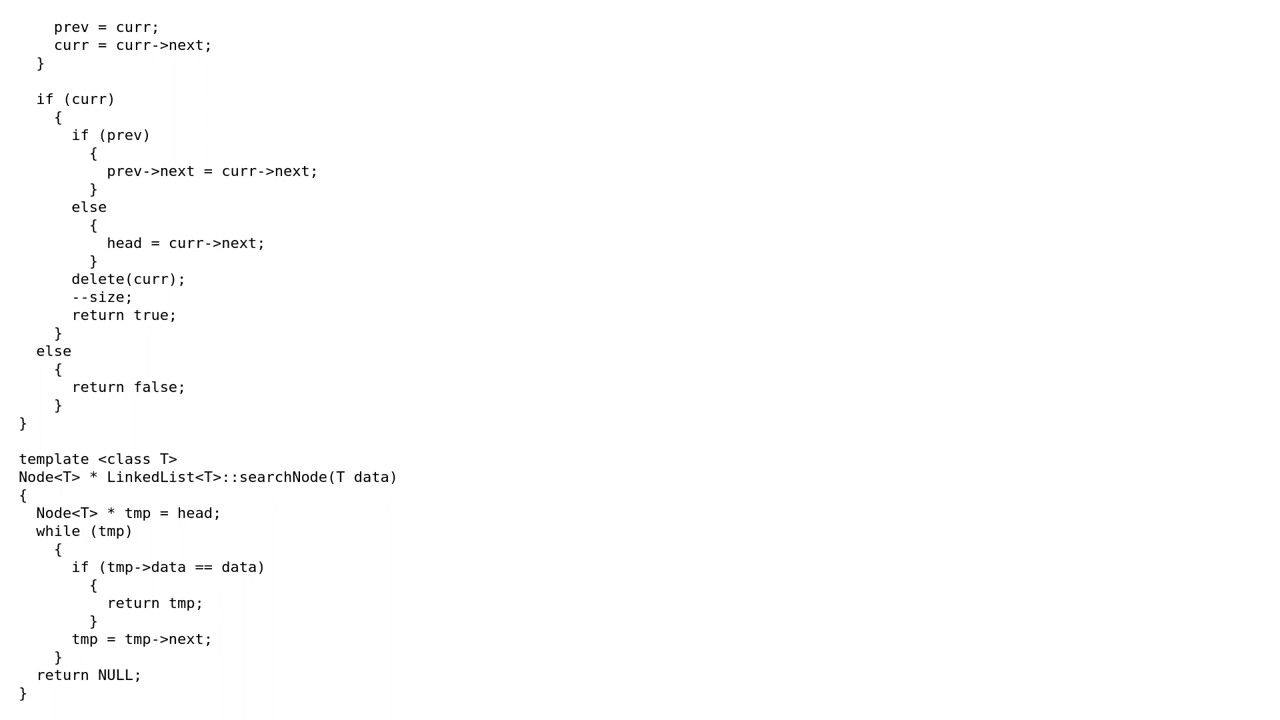 prev = curr;
    curr = curr->next;
  }

  if (curr)
    {
      if (prev)
        {
          prev->next = curr->next;
        }
      else
        {
          head = curr->next;
        }
      delete(curr);
      --size;
      return true;
    }
  else
    {
      return false;
    }
}

template <class T>
Node<T> * LinkedList<T>::searchNode(T data)
{
  Node<T> * tmp = head;
  while (tmp)
    {
      if (tmp->data == data)
        {
          return tmp;
        }
      tmp = tmp->next;
    }
  return NULL;
}